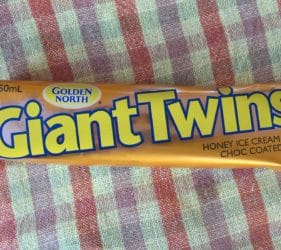 50mL
GOLDEN
NORTH
Giant Twins
HONEY ICE CREAM
CHOC COATED